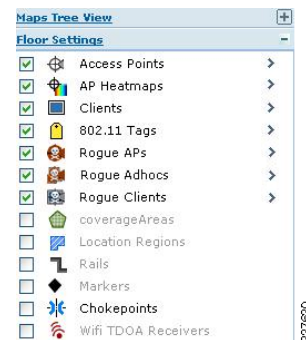 Maps Tree View
Floor Settings
Access Points
AP Heatmaps
Clients
802.11 Tags
Rogue APs
Rogue Adhocs
Rogue Clients
coverageAreas
Location Regions
Rails
Markers
Chokepoints
Wifi TDOA Receivers